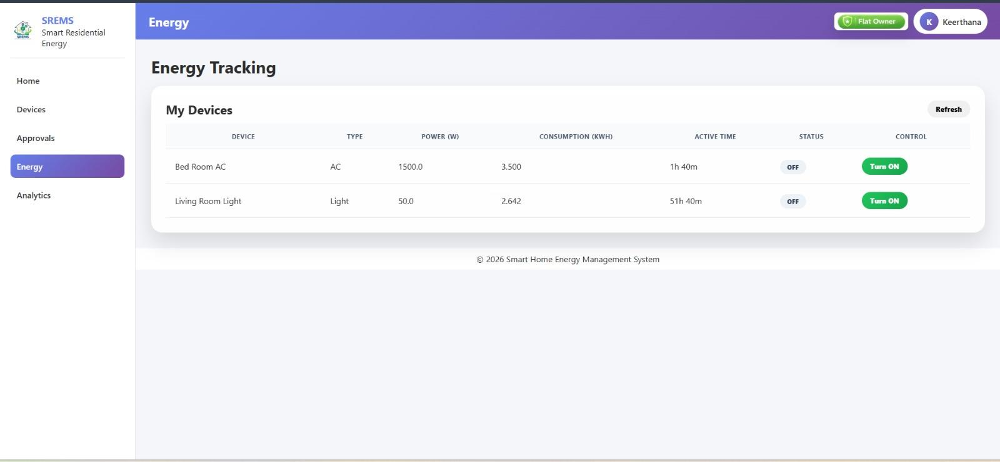 SREMS
Smart Residential
Energy
Home
Devices
Approvals
Energy
Analytics
Energy
Flat Owner
K Keerthana
Energy Tracking
My Devices
Refresh
DEVICE TYPE POWER (W) CONSUMPTION (KWH) ACTIVE TIME STATUS CONTROL
Bed Room AC AC 1500.0 3.500 1h 40m OFF Turn ON
Living Room Light Light 50.0 2.642 51h 40m OFF Turn ON
© 2026 Smart Home Energy Management System